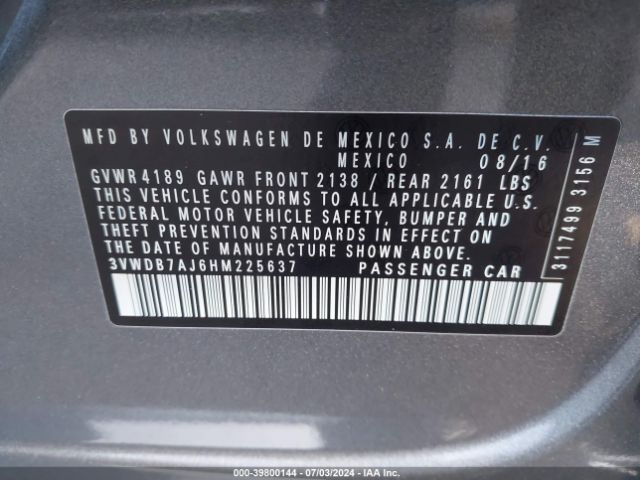 MFD BY VOLKSWAGEN DE MEXICO S.A. DE C.V.
MEXICO 08/16
GVWR 4189 GAWR FRONT 2138 / REAR 2161 LBS
THIS VEHICLE CONFORMS TO ALL APPLICABLE U.S.
FEDERAL MOTOR VEHICLE SAFETY, BUMPER AND
THEFT PREVENTION STANDARDS IN EFFECT ON
THE DATE OF MANUFACTURE SHOWN ABOVE.
3VWDB7AJ6HM225637 PASSENGER CAR
3117499 3156 M
000-39800144 - 07/03/2024 - IAA Inc.